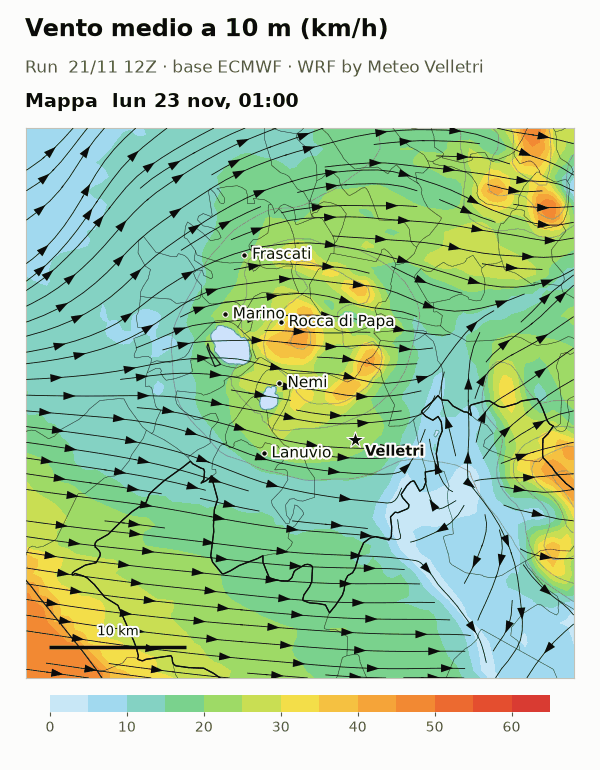 Vento medio a 10 m (km/h)
Run  21/11 12Z · base ECMWF · WRF by Meteo Velletri
Mappa  lun 23 nov, 01:00
Frascati
Marino
Rocca di Papa
Nemi
Lanuvio
Velletri
10 km
0 10 20 30 40 50 60